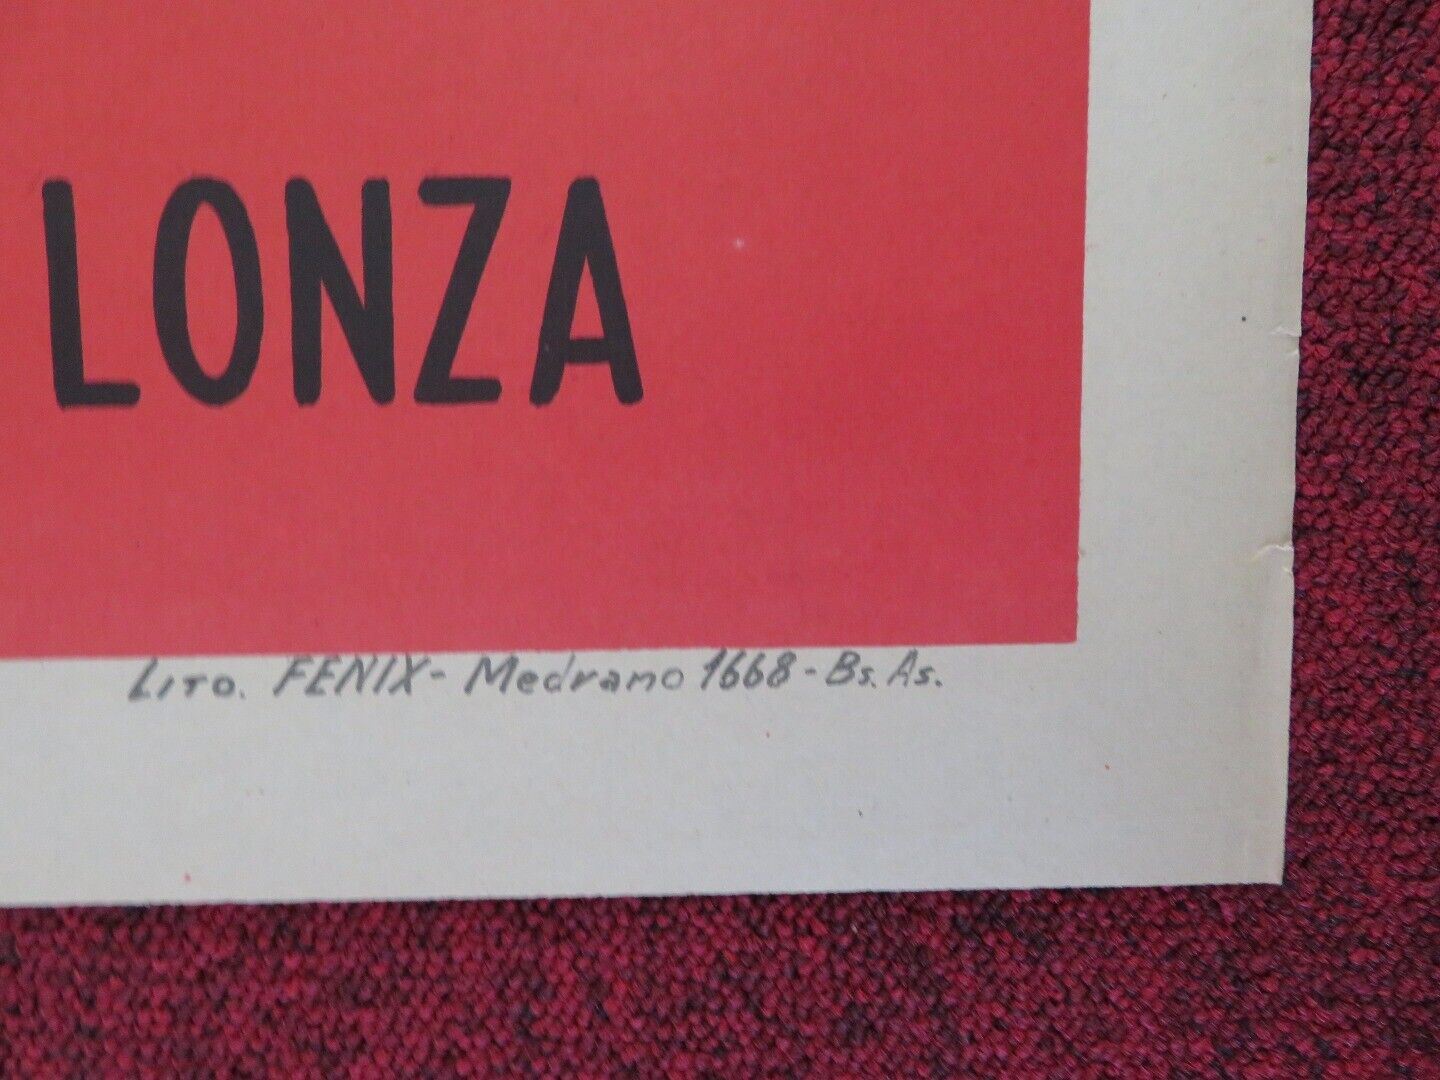 LONZA
LITO. FENIX - Medrano 1668 - Bs. As.